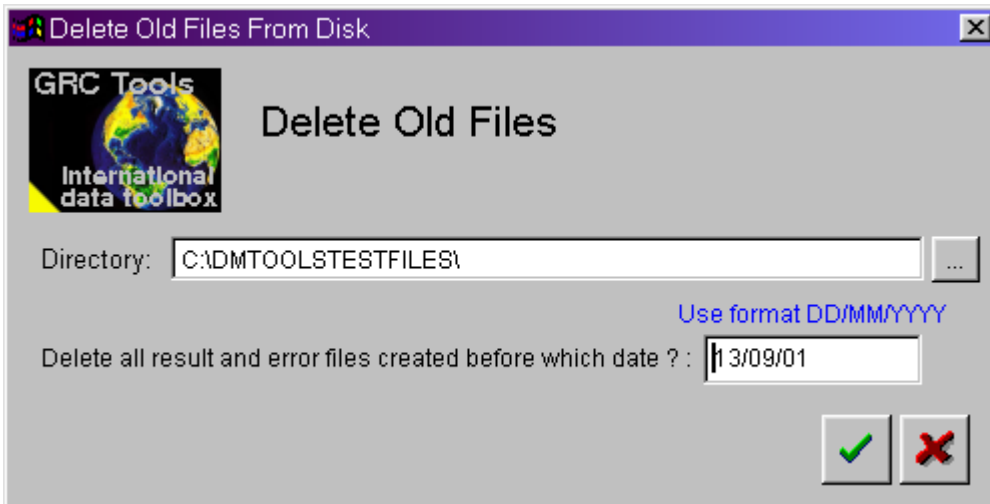 Delete Old Files From Disk
GRC Tools
International
data toolbox
Delete Old Files
Directory: C:\DMTOOLSTESTFILES\ ...
Use format DD/MM/YYYY
Delete all result and error files created before which date ? : 13/09/01